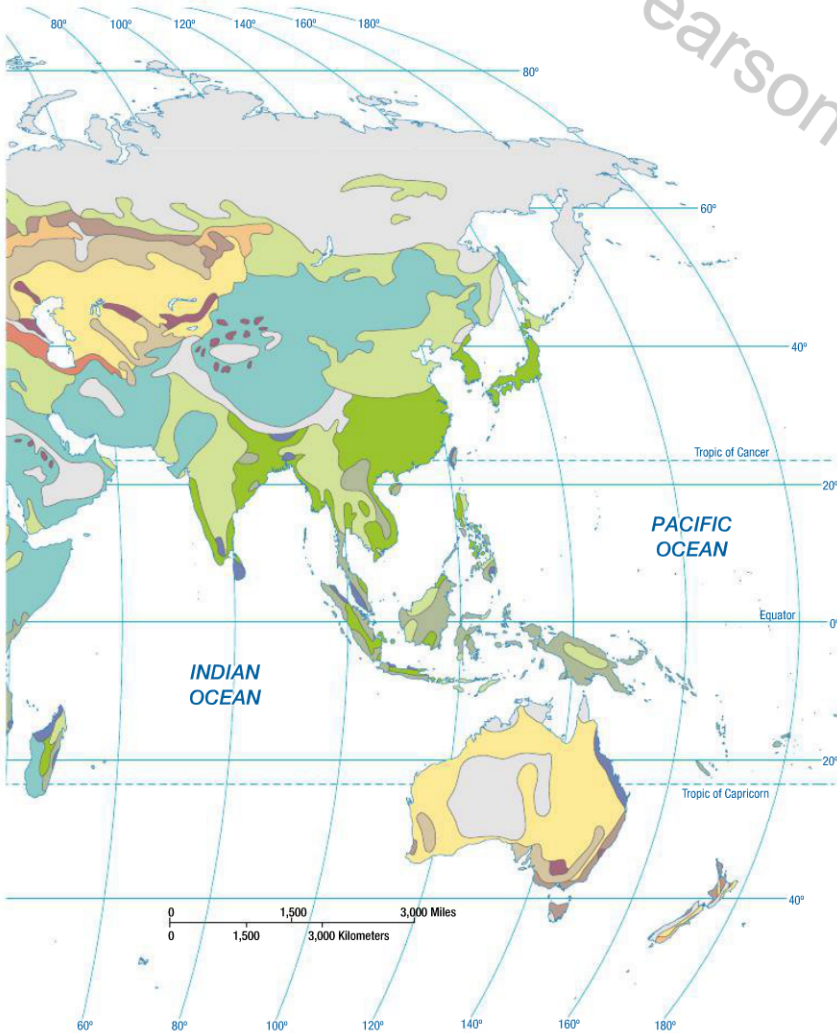 80º 100º 120º 140º 160º 180º
earson
80º
60º
40º
Tropic of Cancer
20º
PACIFIC
OCEAN
Equator
0º
INDIAN
OCEAN
20º
Tropic of Capricorn
40º
0 1,500 3,000 Miles
0 1,500 3,000 Kilometers
60º 80º 100º 120º 140º 160º 180º